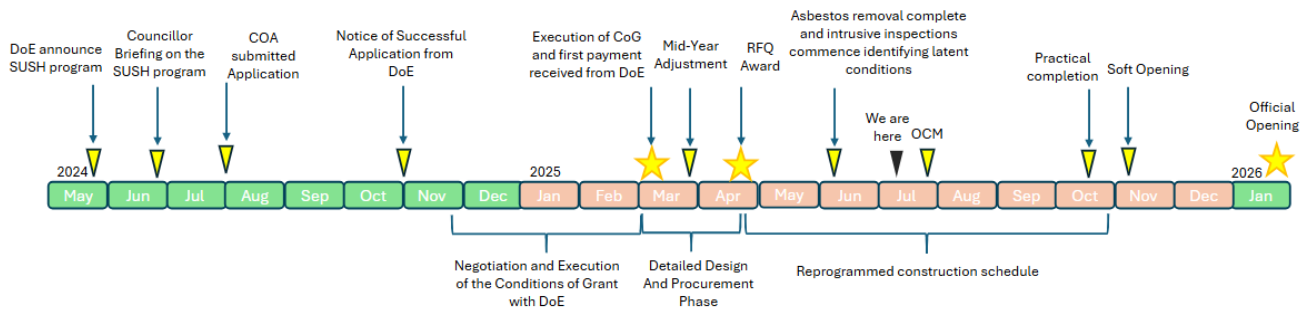 DoE announce
SUSH program
Councillor
Briefing on the
SUSH program
COA
submitted
Application
Notice of Successful
Application from
DoE
Execution of CoG
and first payment
received from DoE
Mid-Year
Adjustment
RFQ
Award
Asbestos removal complete
and intrusive inspections
commence identifying latent
conditions
We are
here
OCM
Practical
completion
Soft Opening
Official
Opening
2024
2025
2026
May
Jun
Jul
Aug
Sep
Oct
Nov
Dec
Jan
Feb
Mar
Apr
May
Jun
Jul
Aug
Sep
Oct
Nov
Dec
Jan
Negotiation and Execution
of the Conditions of Grant
with DoE
Detailed Design
And Procurement
Phase
Reprogrammed construction schedule